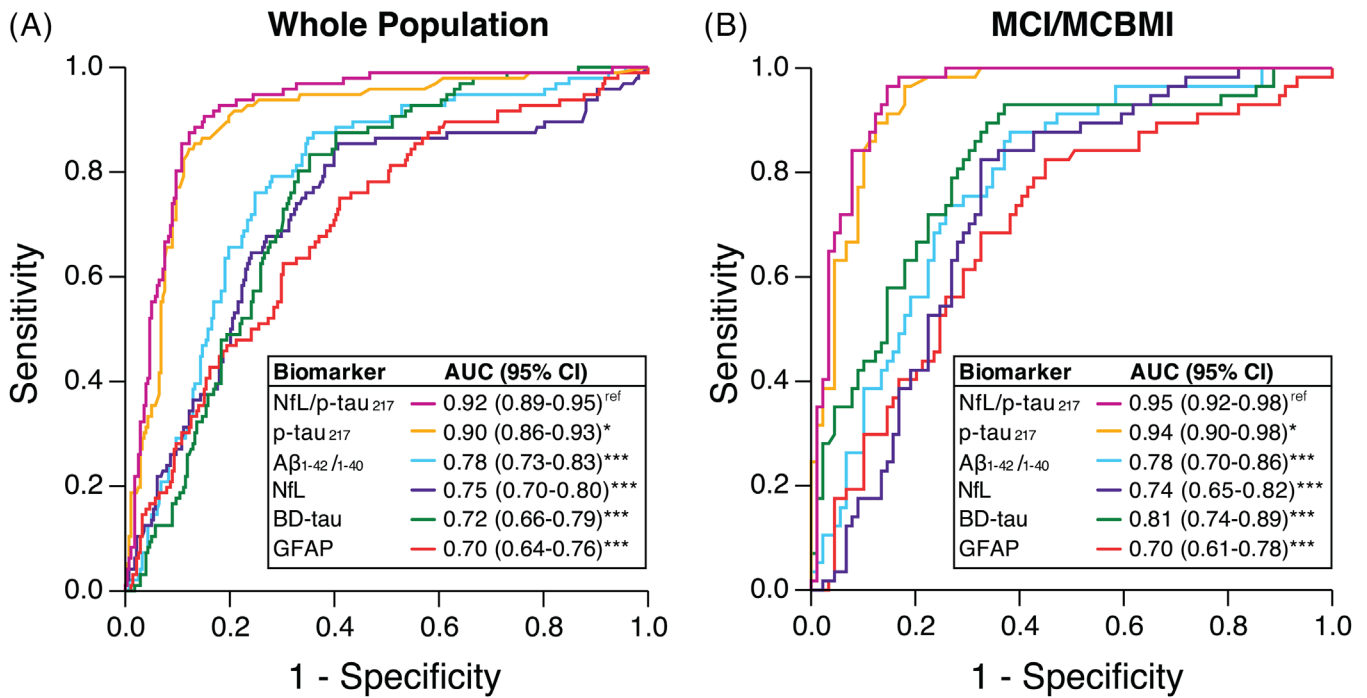 (A) Whole Population
Sensitivity
1.0
0.8
0.6
0.4
0.2
0.0
Biomarker AUC (95% CI)
NfL/p-tau 217 0.92 (0.89-0.95) ref
p-tau 217 0.90 (0.86-0.93)*
Aβ1-42 /1-40 0.78 (0.73-0.83)***
NfL 0.75 (0.70-0.80)***
BD-tau 0.72 (0.66-0.79)***
GFAP 0.70 (0.64-0.76)***
0.0 0.2 0.4 0.6 0.8 1.0
1 - Specificity
(B) MCI/MCBMI
Sensitivity
1.0
0.8
0.6
0.4
0.2
0.0
Biomarker AUC (95% CI)
NfL/p-tau 217 0.95 (0.92-0.98) ref
p-tau 217 0.94 (0.90-0.98)*
Aβ1-42 /1-40 0.78 (0.70-0.86)***
NfL 0.74 (0.65-0.82)***
BD-tau 0.81 (0.74-0.89)***
GFAP 0.70 (0.61-0.78)***
0.0 0.2 0.4 0.6 0.8 1.0
1 - Specificity